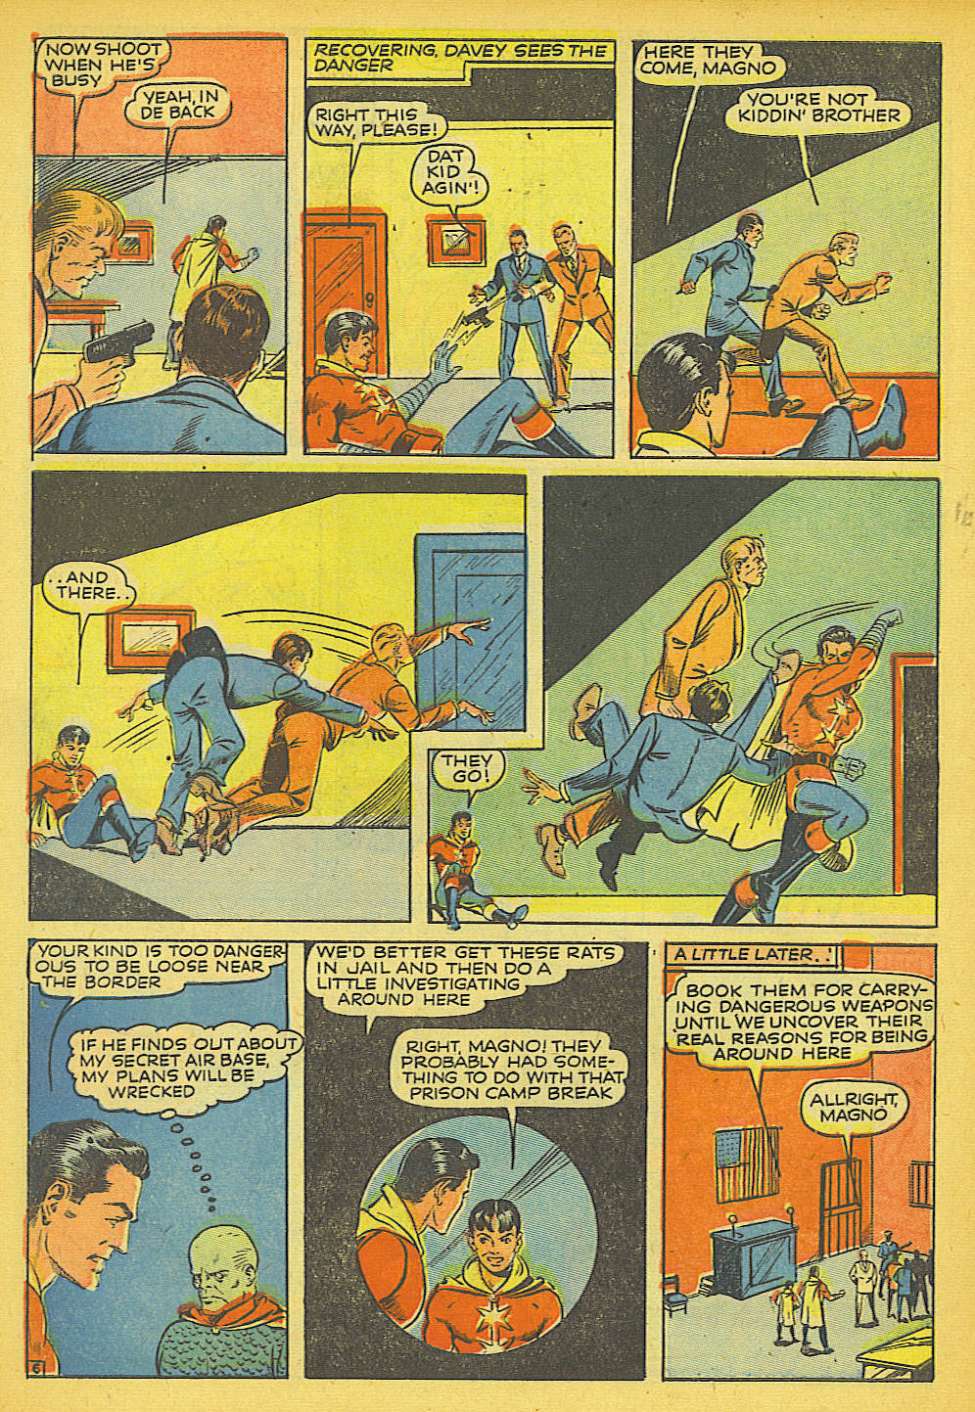 NOW SHOOT
WHEN HE'S
BUSY
YEAH, IN
DE BACK
RECOVERING, DAVEY SEES THE
DANGER
RIGHT THIS
WAY, PLEASE!
DAT
KID
AGIN'!
HERE THEY
COME, MAGNO
YOU'RE NOT
KIDDIN' BROTHER
..AND
THERE..
THEY
GO!
YOUR KIND IS TOO DANGER-
OUS TO BE LOOSE NEAR
THE BORDER
IF HE FINDS OUT ABOUT
MY SECRET AIR BASE,
MY PLANS WILL BE
WRECKED
WE'D BETTER GET THESE RATS
IN JAIL AND THEN DO A
LITTLE INVESTIGATING
AROUND HERE
RIGHT, MAGNO! THEY
PROBABLY HAD SOME-
THING TO DO WITH THAT
PRISON CAMP BREAK
A LITTLE LATER..
BOOK THEM FOR CARRY-
ING DANGEROUS WEAPONS
UNTIL WE UNCOVER THEIR
REAL REASONS FOR BEING
AROUND HERE
ALLRIGHT,
MAGNO
6